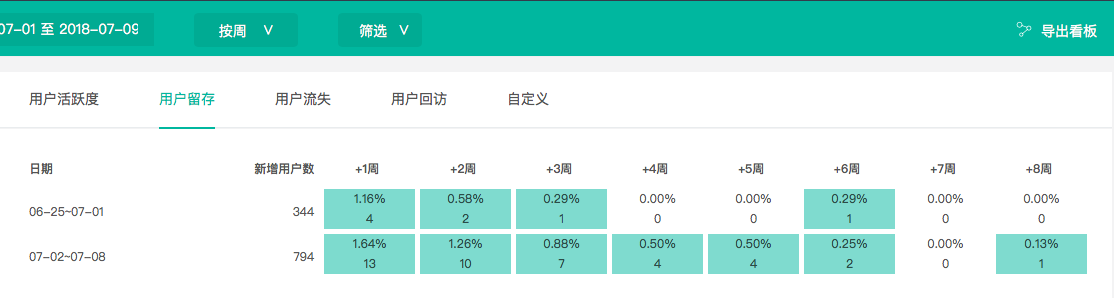 07-01 至 2018-07-09
按周
筛选
导出看板
用户活跃度 用户留存 用户流失 用户回访 自定义
日期 新增用户数 +1周 +2周 +3周 +4周 +5周 +6周 +7周 +8周
1.16% 0.58% 0.29% 0.00% 0.00% 0.29% 0.00% 0.00%
06-25~07-01 344
4 2 1 0 0 1 0 0
1.64% 1.26% 0.88% 0.50% 0.50% 0.25% 0.00% 0.13%
07-02~07-08 794
13 10 7 4 4 2 0 1